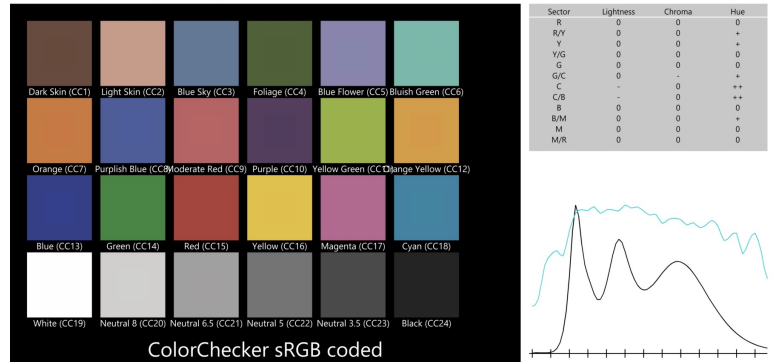 Dark Skin (CC1) Light Skin (CC2) Blue Sky (CC3) Foliage (CC4) Blue Flower (CC5) Bluish Green (CC6)
Orange (CC7) Purplish Blue (CC8) Moderate Red (CC9) Purple (CC10) Yellow Green (CC11) Orange Yellow (CC12)
Blue (CC13) Green (CC14) Red (CC15) Yellow (CC16) Magenta (CC17) Cyan (CC18)
White (CC19) Neutral 8 (CC20) Neutral 6.5 (CC21) Neutral 5 (CC22) Neutral 3.5 (CC23) Black (CC24)
ColorChecker sRGB coded
Sector Lightness Chroma Hue
R 0 0 0
R/Y 0 0 +
Y 0 0 +
Y/G 0 0 0
G 0 0 0
G/C 0 - +
C - 0 ++
C/B - 0 ++
B 0 0 0
B/M 0 0 +
M 0 0 0
M/R 0 0 0